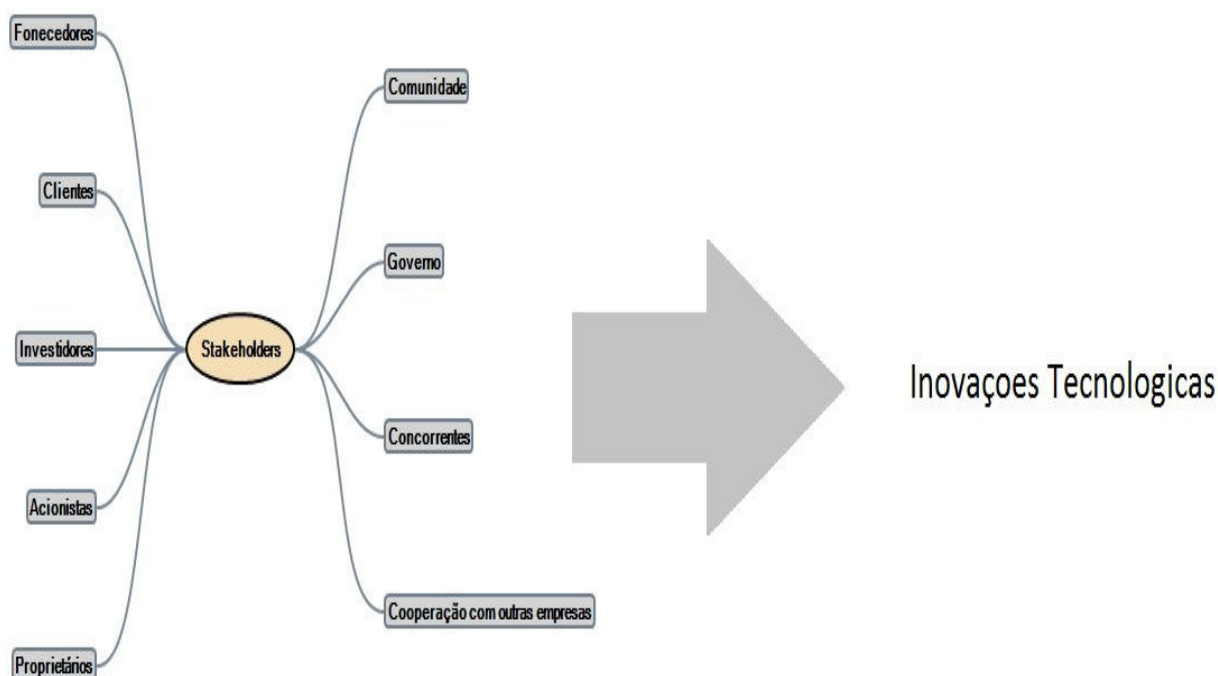 Fonecedores
Clientes
Investidores
Acionistas
Proprietários
Stakeholders
Comunidade
Governo
Concorrentes
Cooperação com outras empresas
Inovaçoes Tecnologicas